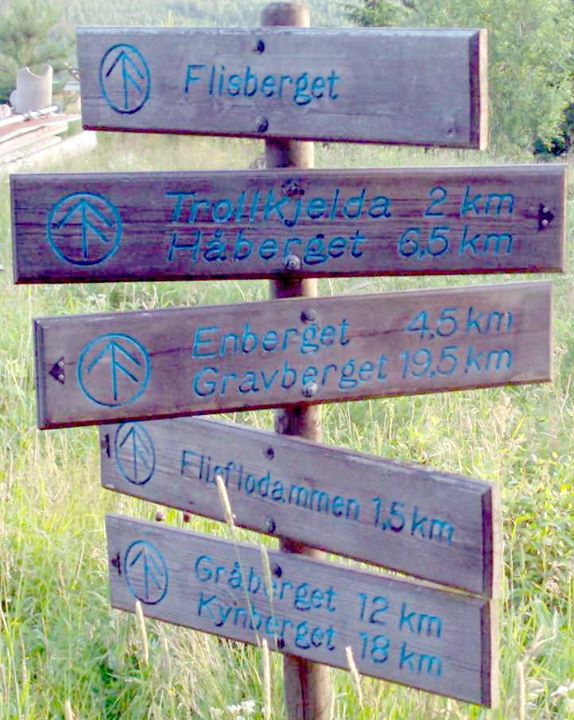 Flisberget
Trollkjelda 2 km
Håberget 6,5 km
Enberget 4,5 km
Gravberget 19,5 km
Flisflodammen 1,5 km
Gråberget 12 km
Kynberget 18 km